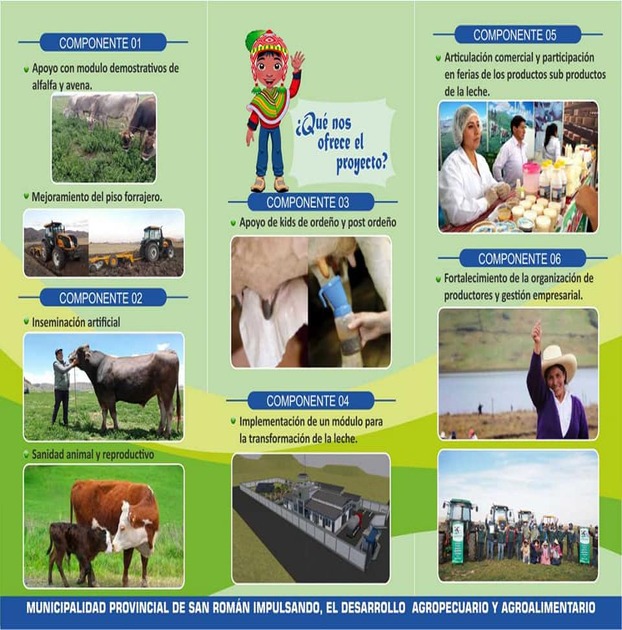 COMPONENTE 01
Apoyo con modulo demostrativos de
alfalfa y avena.
Mejoramiento del piso forrajero.
COMPONENTE 02
Inseminación artificial
Sanidad animal y reproductivo
¿Qué nos
ofrece el
proyecto?
COMPONENTE 03
Apoyo de kids de ordeño y post ordeño
COMPONENTE 04
Implementación de un módulo para
la transformación de la leche.
COMPONENTE 05
Articulación comercial y participación
en ferias de los productos sub productos
de la leche.
COMPONENTE 06
Fortalecimiento de la organización de
productores y gestión empresarial.
MUNICIPALIDAD PROVINCIAL DE SAN ROMÁN IMPULSANDO, EL DESARROLLO AGROPECUARIO Y AGROALIMENTARIO